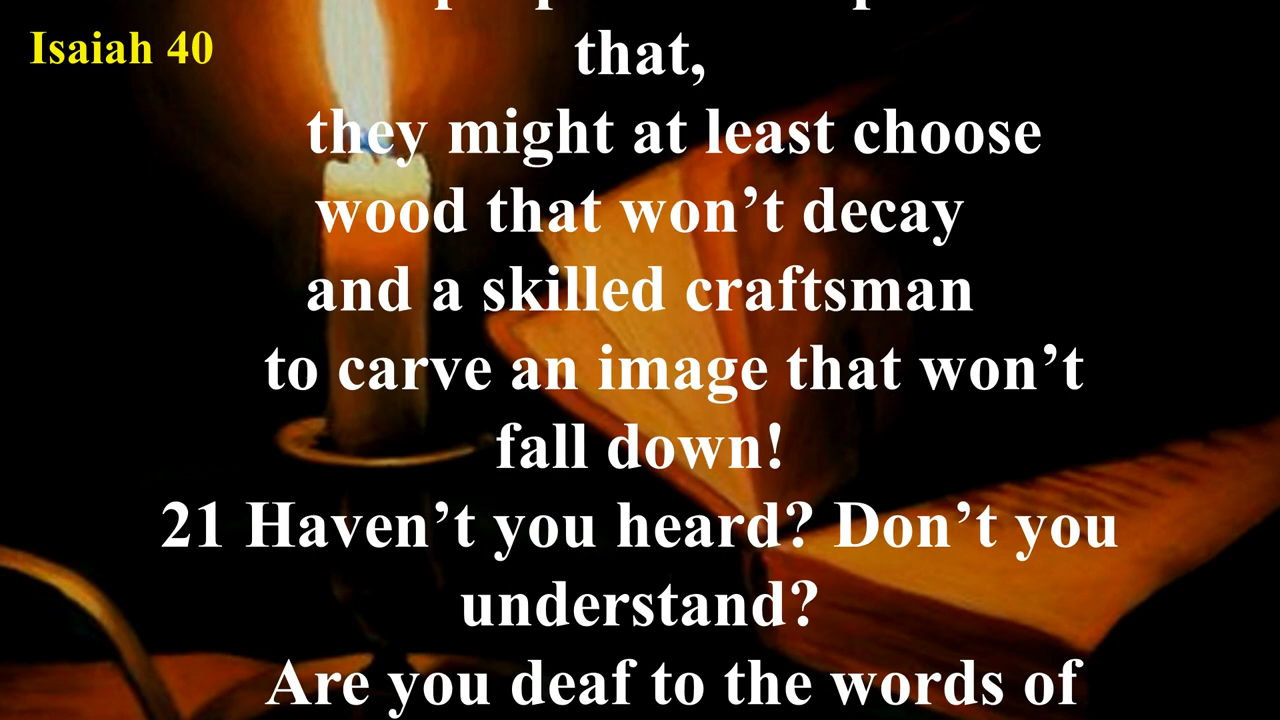 Isaiah 40
that,
they might at least choose
wood that won’t decay
and a skilled craftsman
to carve an image that won’t
fall down!
21 Haven’t you heard? Don’t you
understand?
Are you deaf to the words of